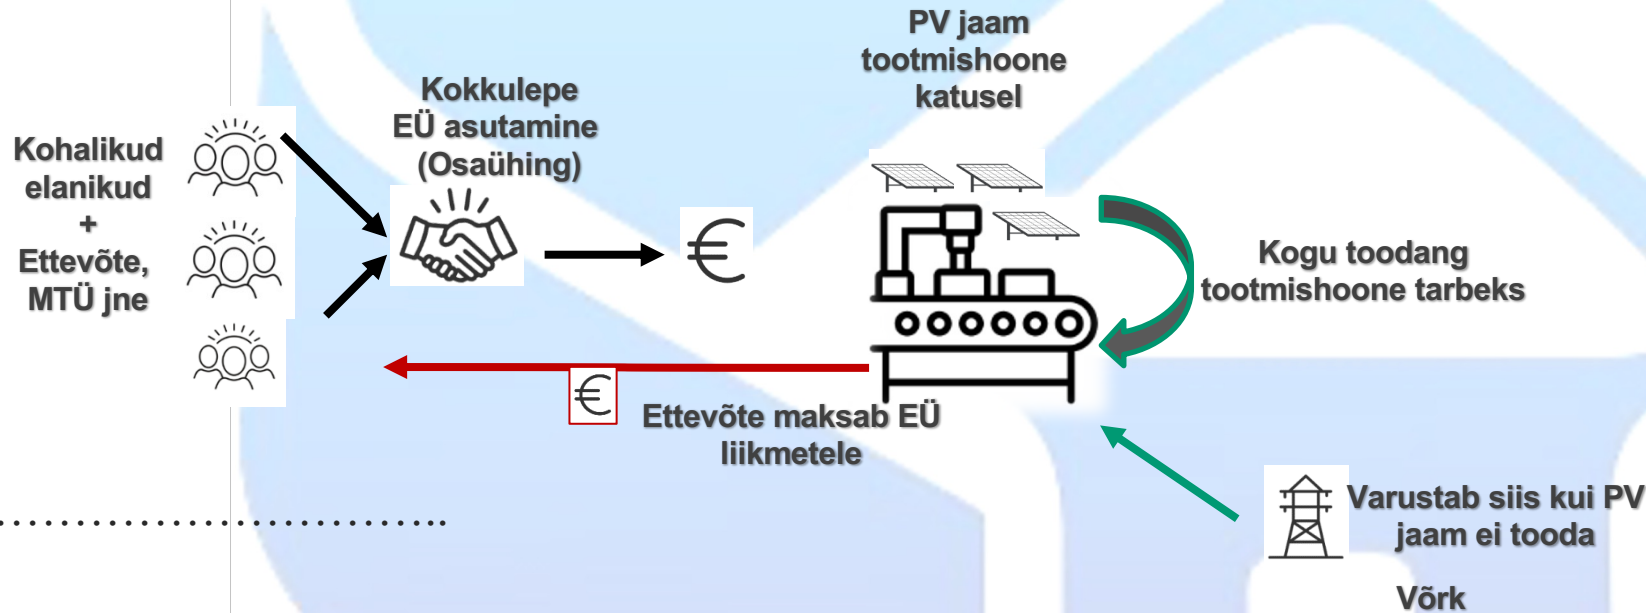 PV jaam
tootmishoone
katusel
Kokkulepe
EÜ asutamine
(Osaühing)
Kohalikud
elanikud
+
Ettevõte,
MTÜ jne
Kogu toodang
tootmishoone tarbeks
Ettevõte maksab EÜ
liikmetele
Varustab siis kui PV
jaam ei tooda
Võrk